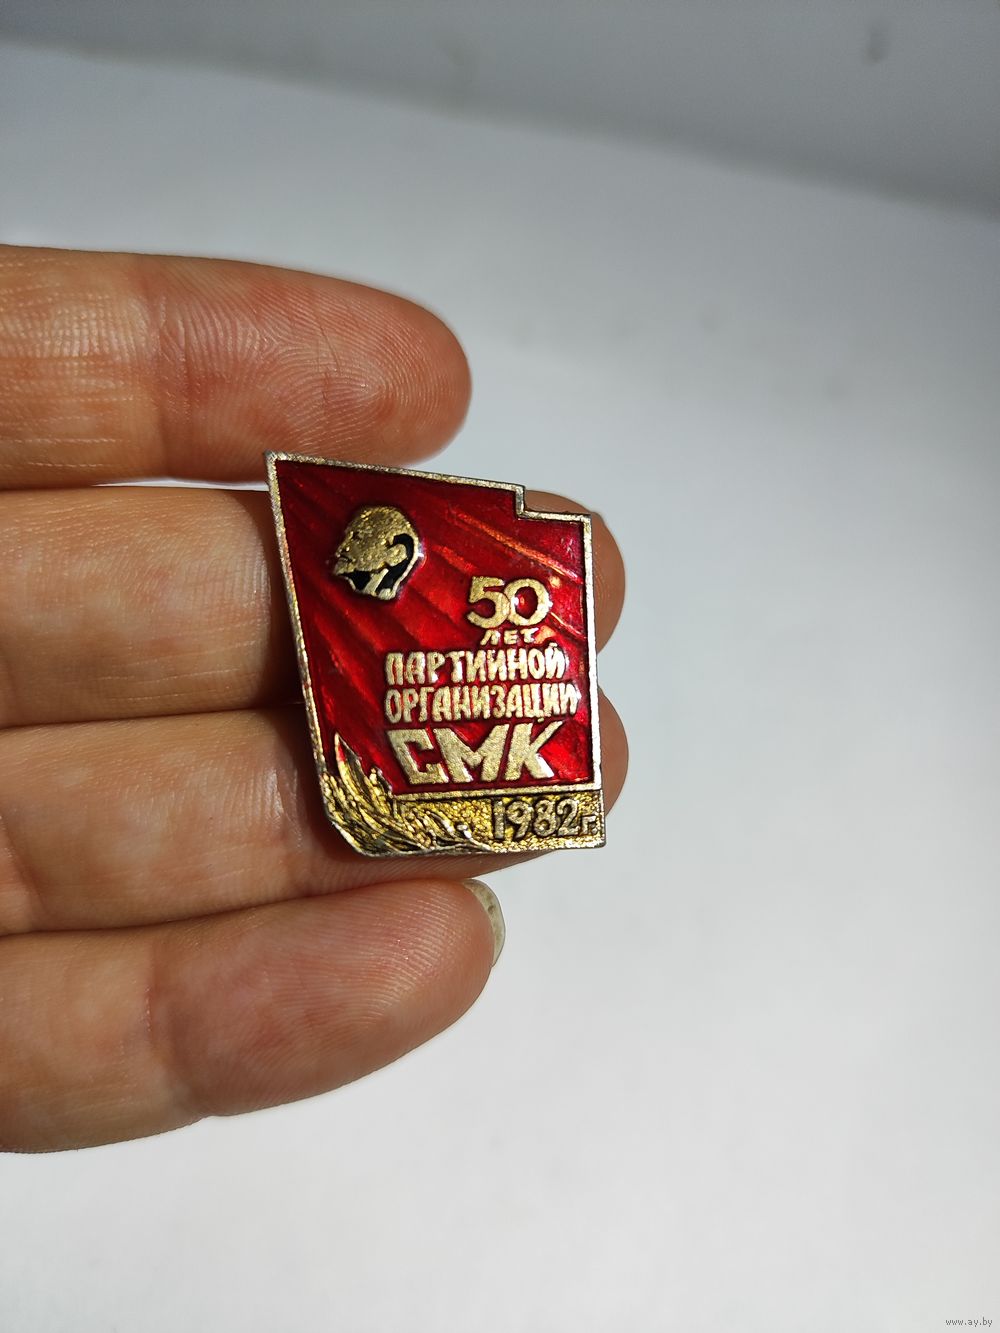 50
ЛЕТ
ПАРТИЙНОЙ
ОРГАНИЗАЦИИ
СМК
1982г.
www.ay.by